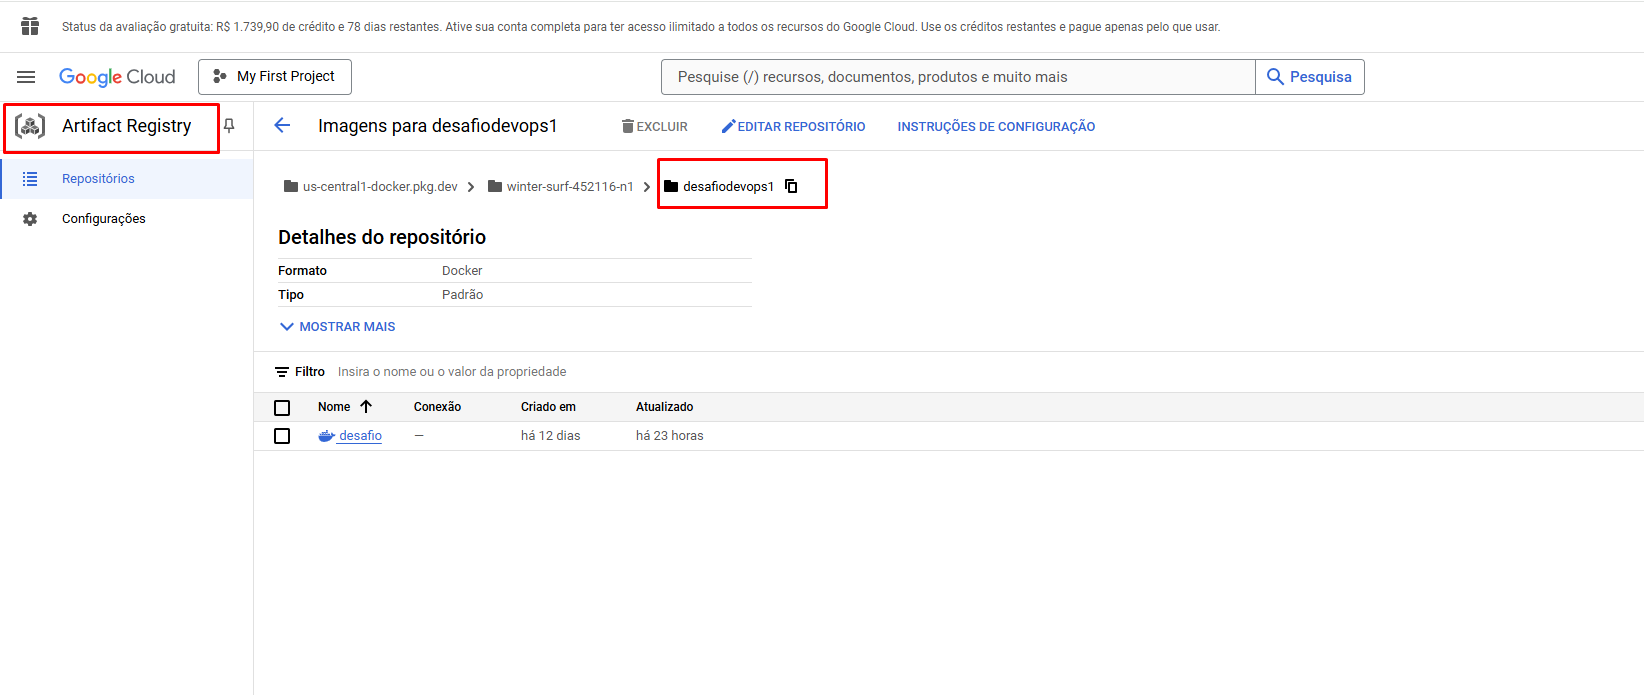 Status da avaliação gratuita: R$ 1.739,90 de crédito e 78 dias restantes. Ative sua conta completa para ter acesso ilimitado a todos os recursos do Google Cloud. Use os créditos restantes e pague apenas pelo que usar.
Google Cloud
My First Project
Pesquise (/) recursos, documentos, produtos e muito mais
Pesquisa
Artifact Registry
Imagens para desafiodevops1
EXCLUIR
EDITAR REPOSITÓRIO
INSTRUÇÕES DE CONFIGURAÇÃO
Repositórios
Configurações
us-central1-docker.pkg.dev
winter-surf-452116-n1
desafiodevops1
Detalhes do repositório
Formato Docker
Tipo Padrão
MOSTRAR MAIS
Filtro Insira o nome ou o valor da propriedade
Nome Conexão Criado em Atualizado
desafio — há 12 dias há 23 horas